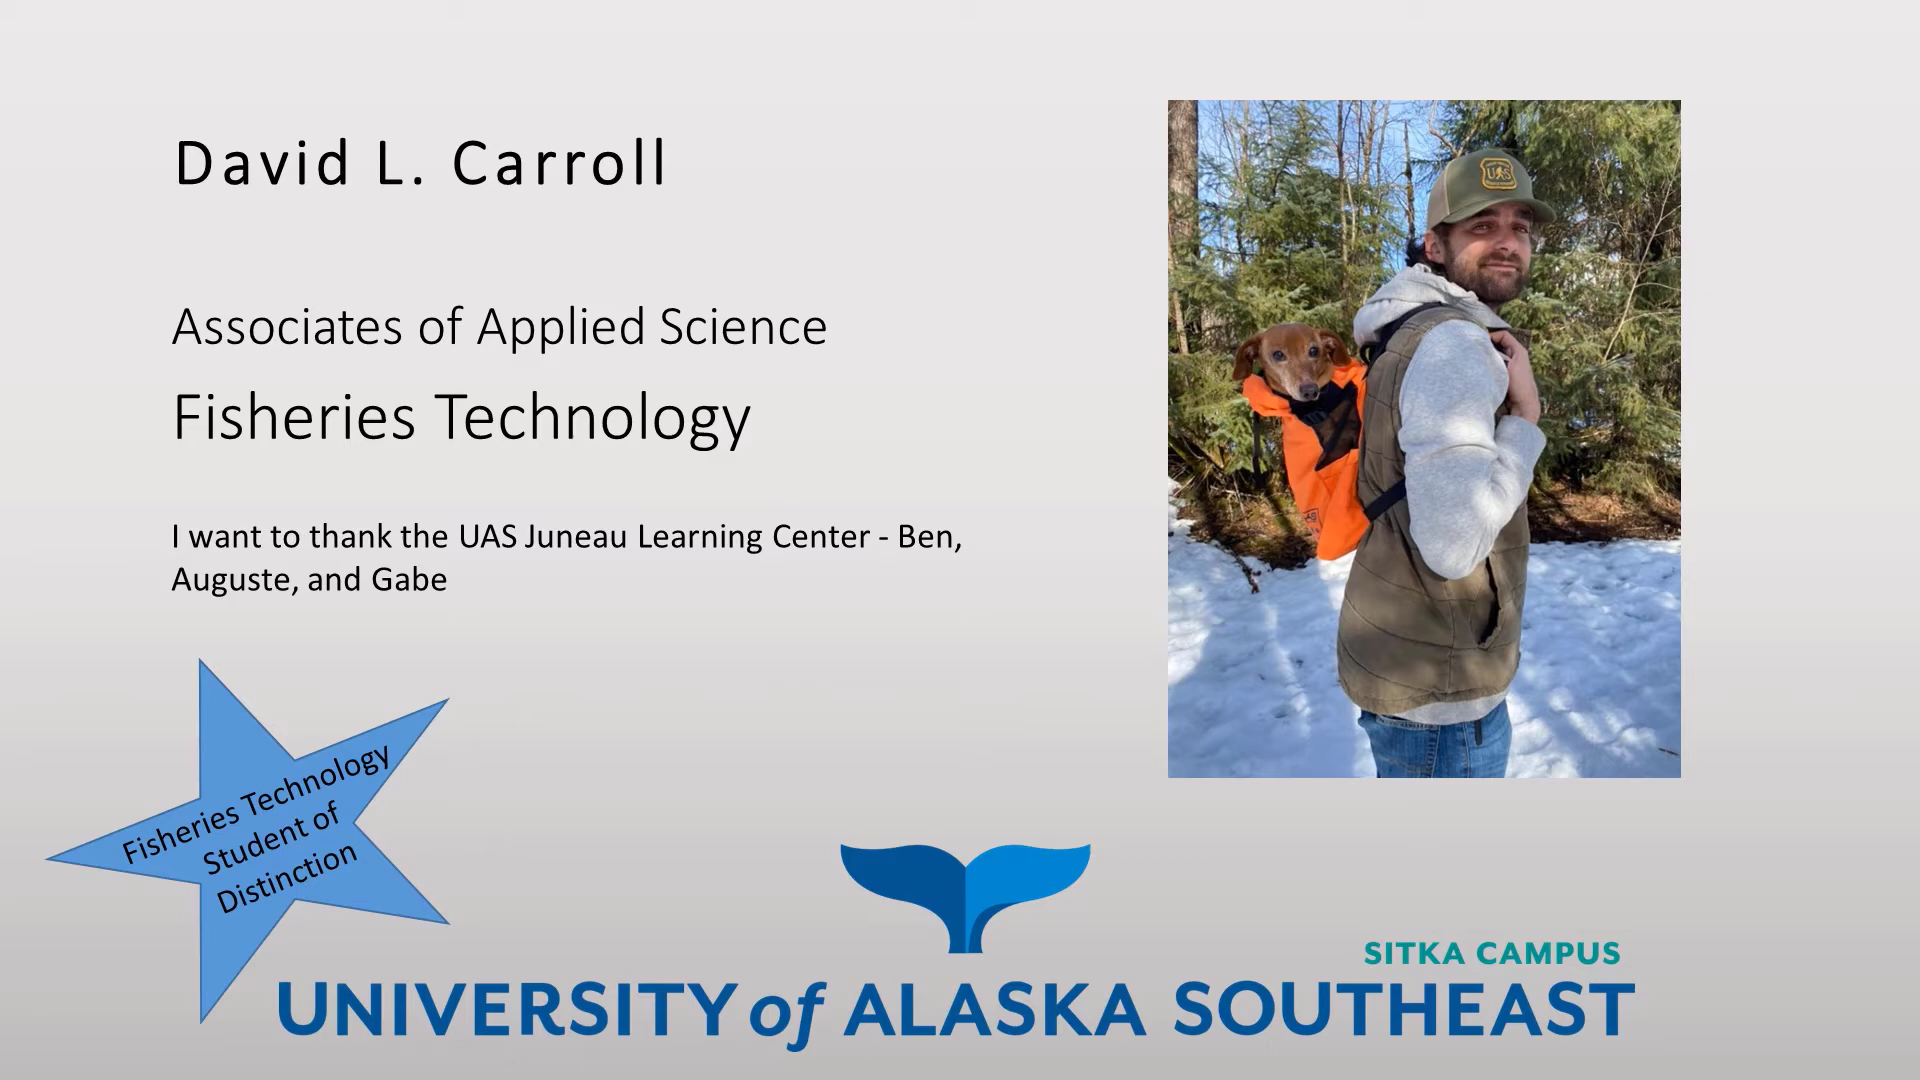 David L. Carroll
Associates of Applied Science
Fisheries Technology
I want to thank the UAS Juneau Learning Center - Ben,
Auguste, and Gabe
Fisheries Technology
Student of
Distinction
UAS
SITKA CAMPUS
UNIVERSITY of ALASKA SOUTHEAST